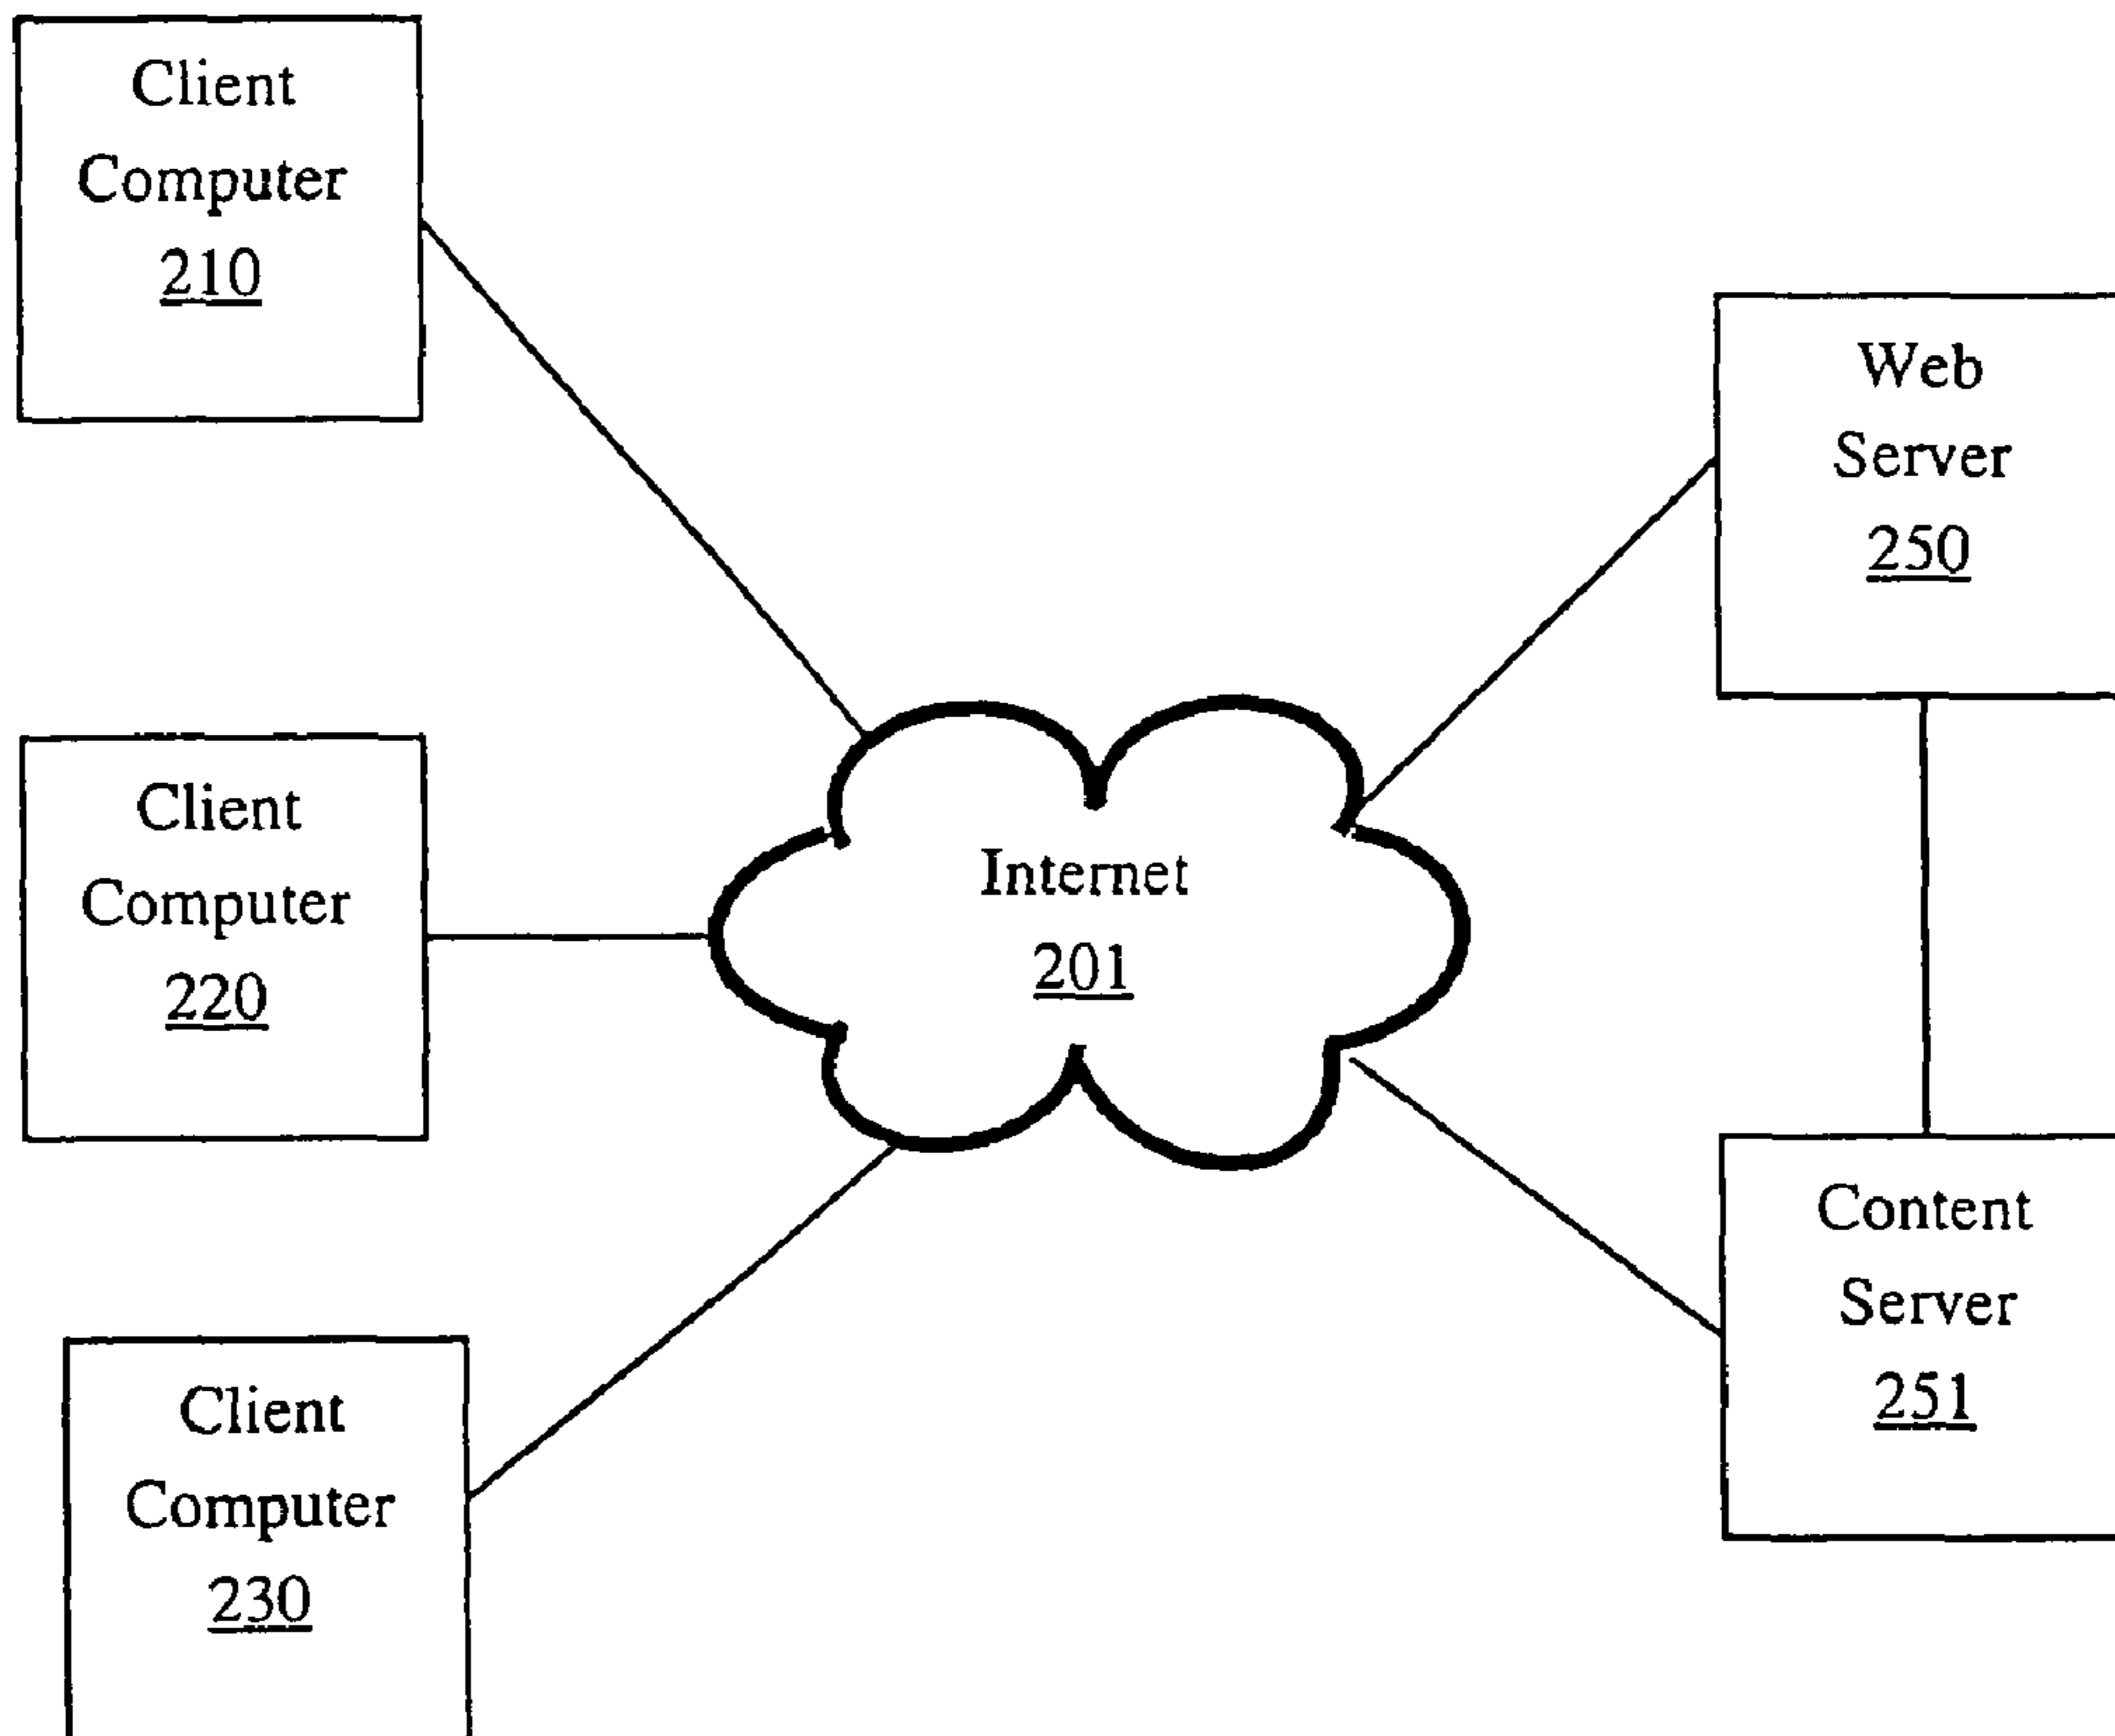 Client
Computer
210
Web
Server
250
Client
Computer
220
Internet
201
Content
Server
251
Client
Computer
230